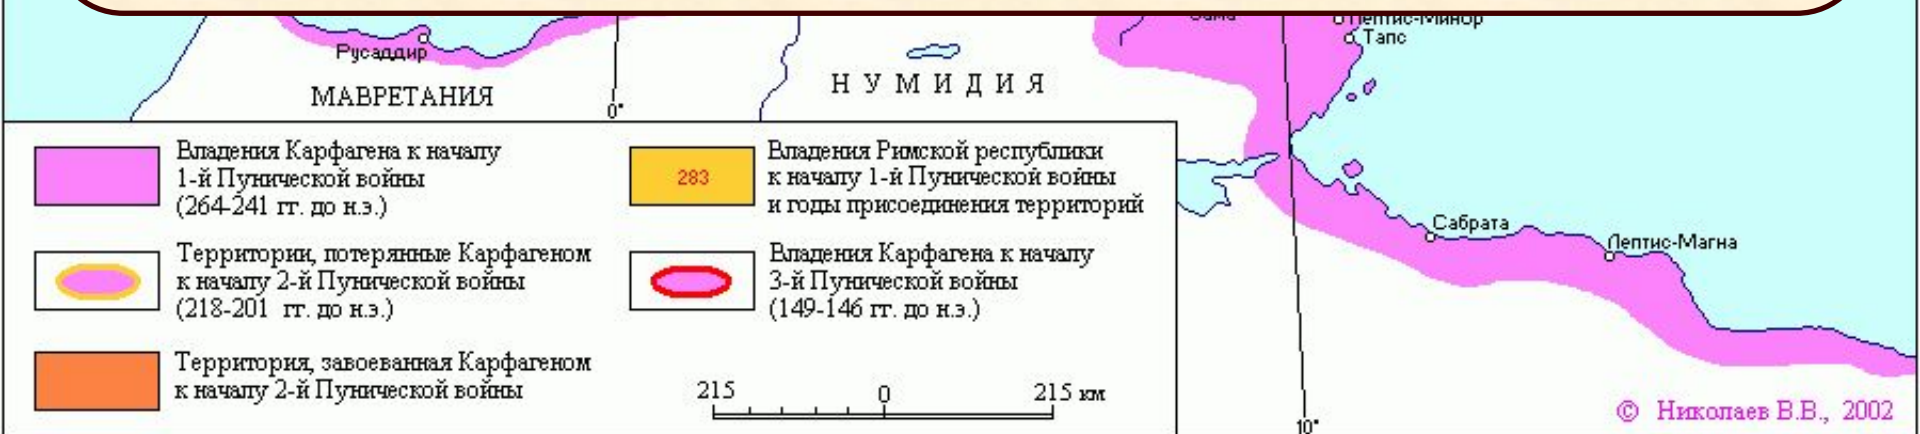 Зама
Лептис-Минор
Тапс
Русаддир
МАВРЕТАНИЯ
НУМИДИЯ
0°
Владения Карфагена к началу
1-й Пунической войны
(264-241 гг. до н.э.)
283
Владения Римской республики
к началу 1-й Пунической войны
и годы присоединения территорий
Территории, потерянные Карфагеном
к началу 2-й Пунической войны
(218-201 гг. до н.э.)
Владения Карфагена к началу
3-й Пунической войны
(149-146 гг. до н.э.)
Территория, завоеванная Карфагеном
к началу 2-й Пунической войны
215 0 215 км
Сабрата
Лептис-Магна
10°
© Николаев В.В., 2002